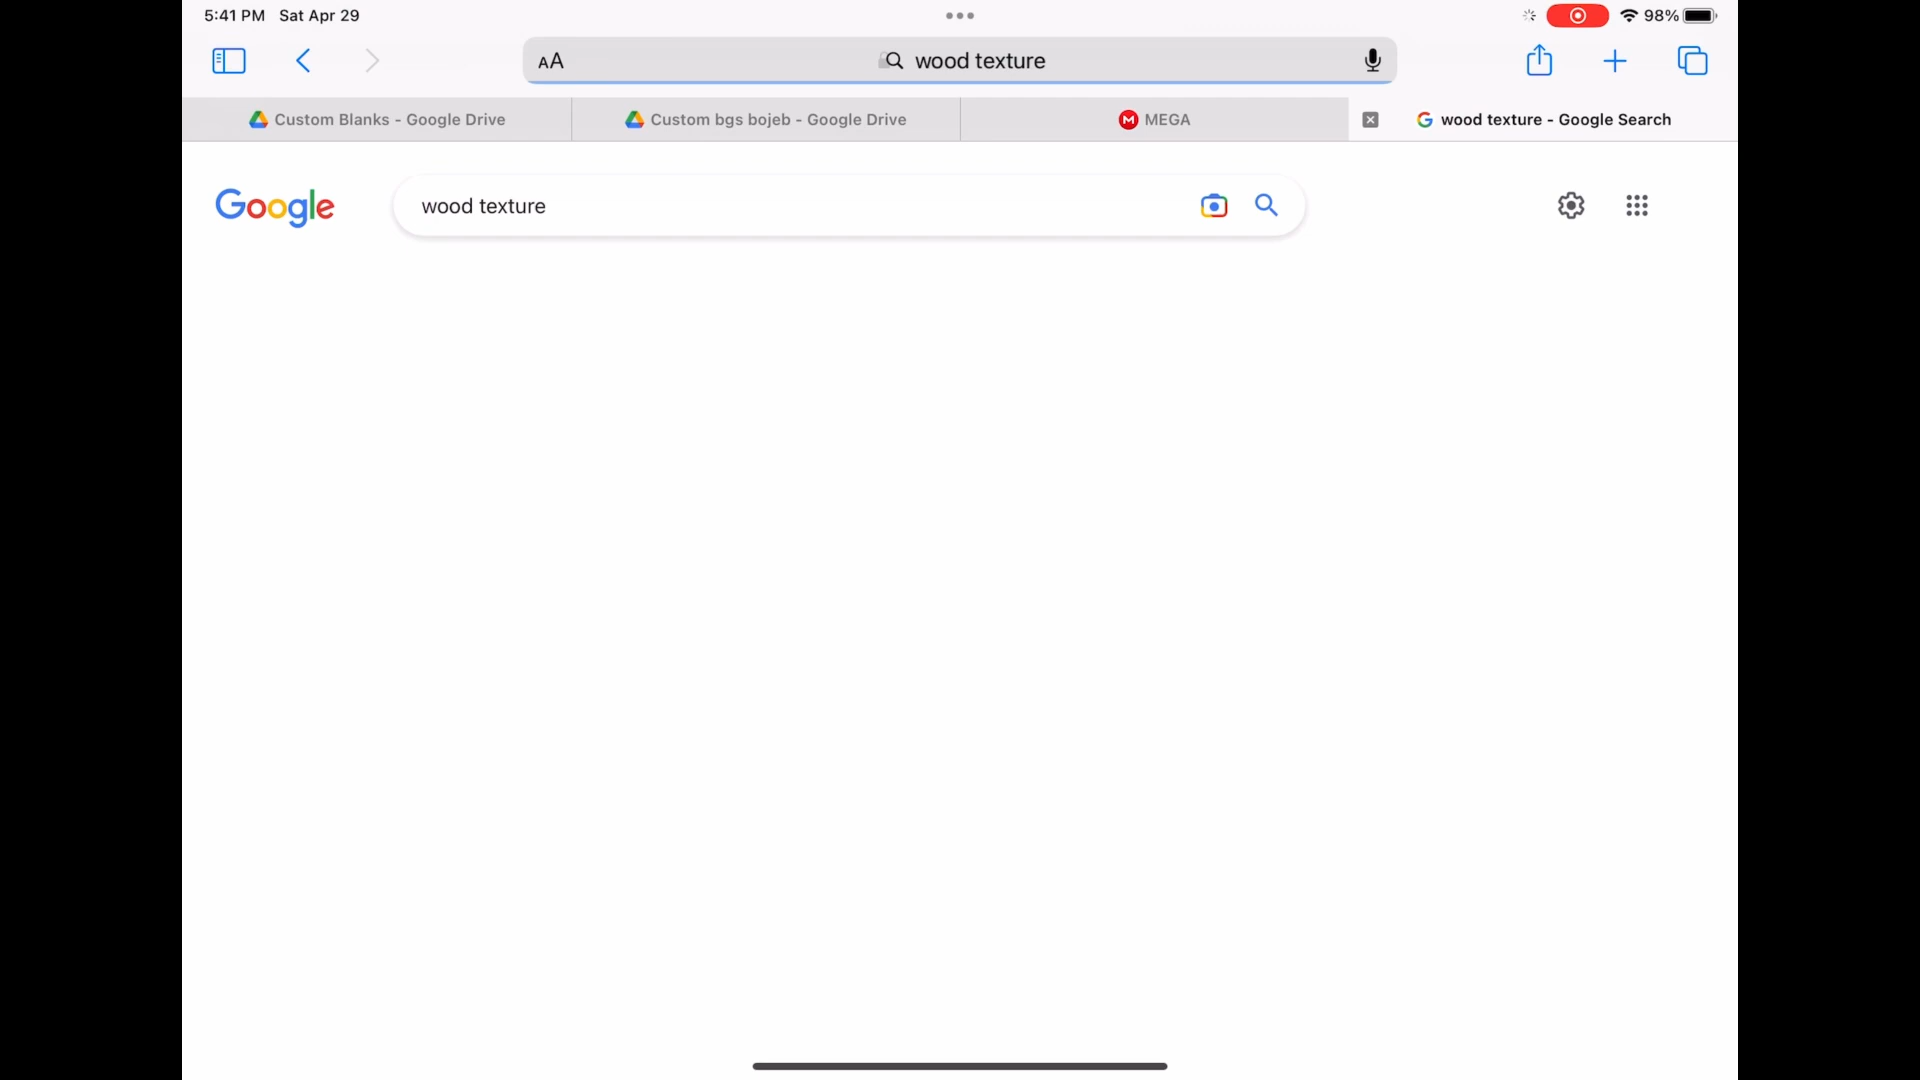 5:41 PM Sat Apr 29
98%
AA
wood texture
Custom Blanks - Google Drive
Custom bgs bojeb - Google Drive
M MEGA
G wood texture - Google Search
Google
wood texture